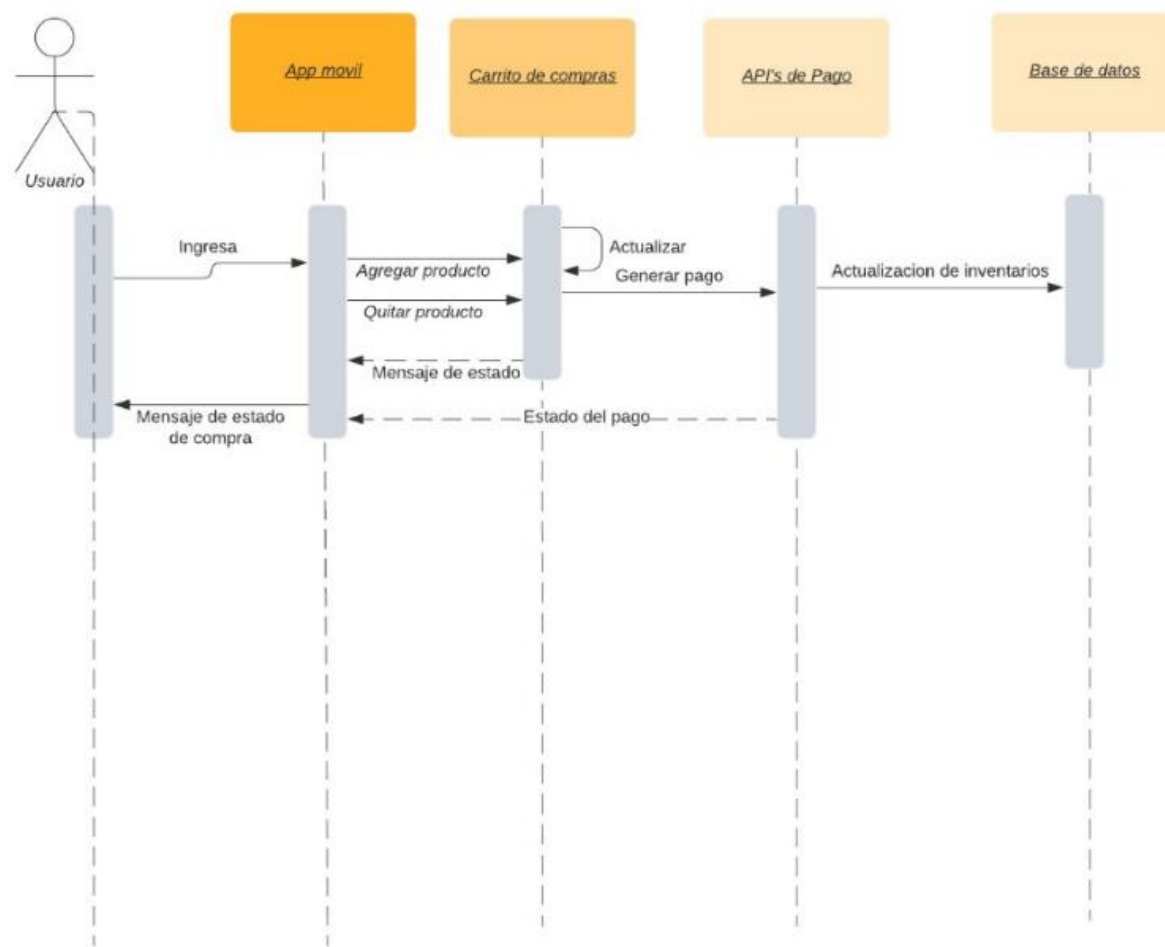 App movil
Carrito de compras
API's de Pago
Base de datos
Usuario
Ingresa
Agregar producto
Actualizar
Generar pago
Actualizacion de inventarios
Quitar producto
Mensaje de estado
Mensaje de estado
de compra
Estado del pago